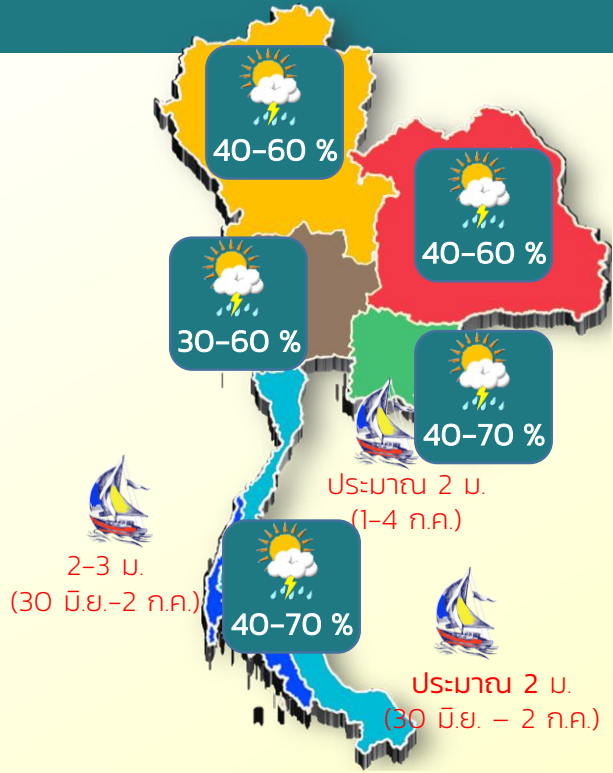 40-60 %
40-60 %
30-60 %
40-70 %
ประมาณ 2 ม.
(1-4 ก.ค.)
2-3 ม.
(30 มิ.ย.-2 ก.ค.)
40-70 %
ประมาณ 2 ม.
(30 มิ.ย. – 2 ก.ค.)